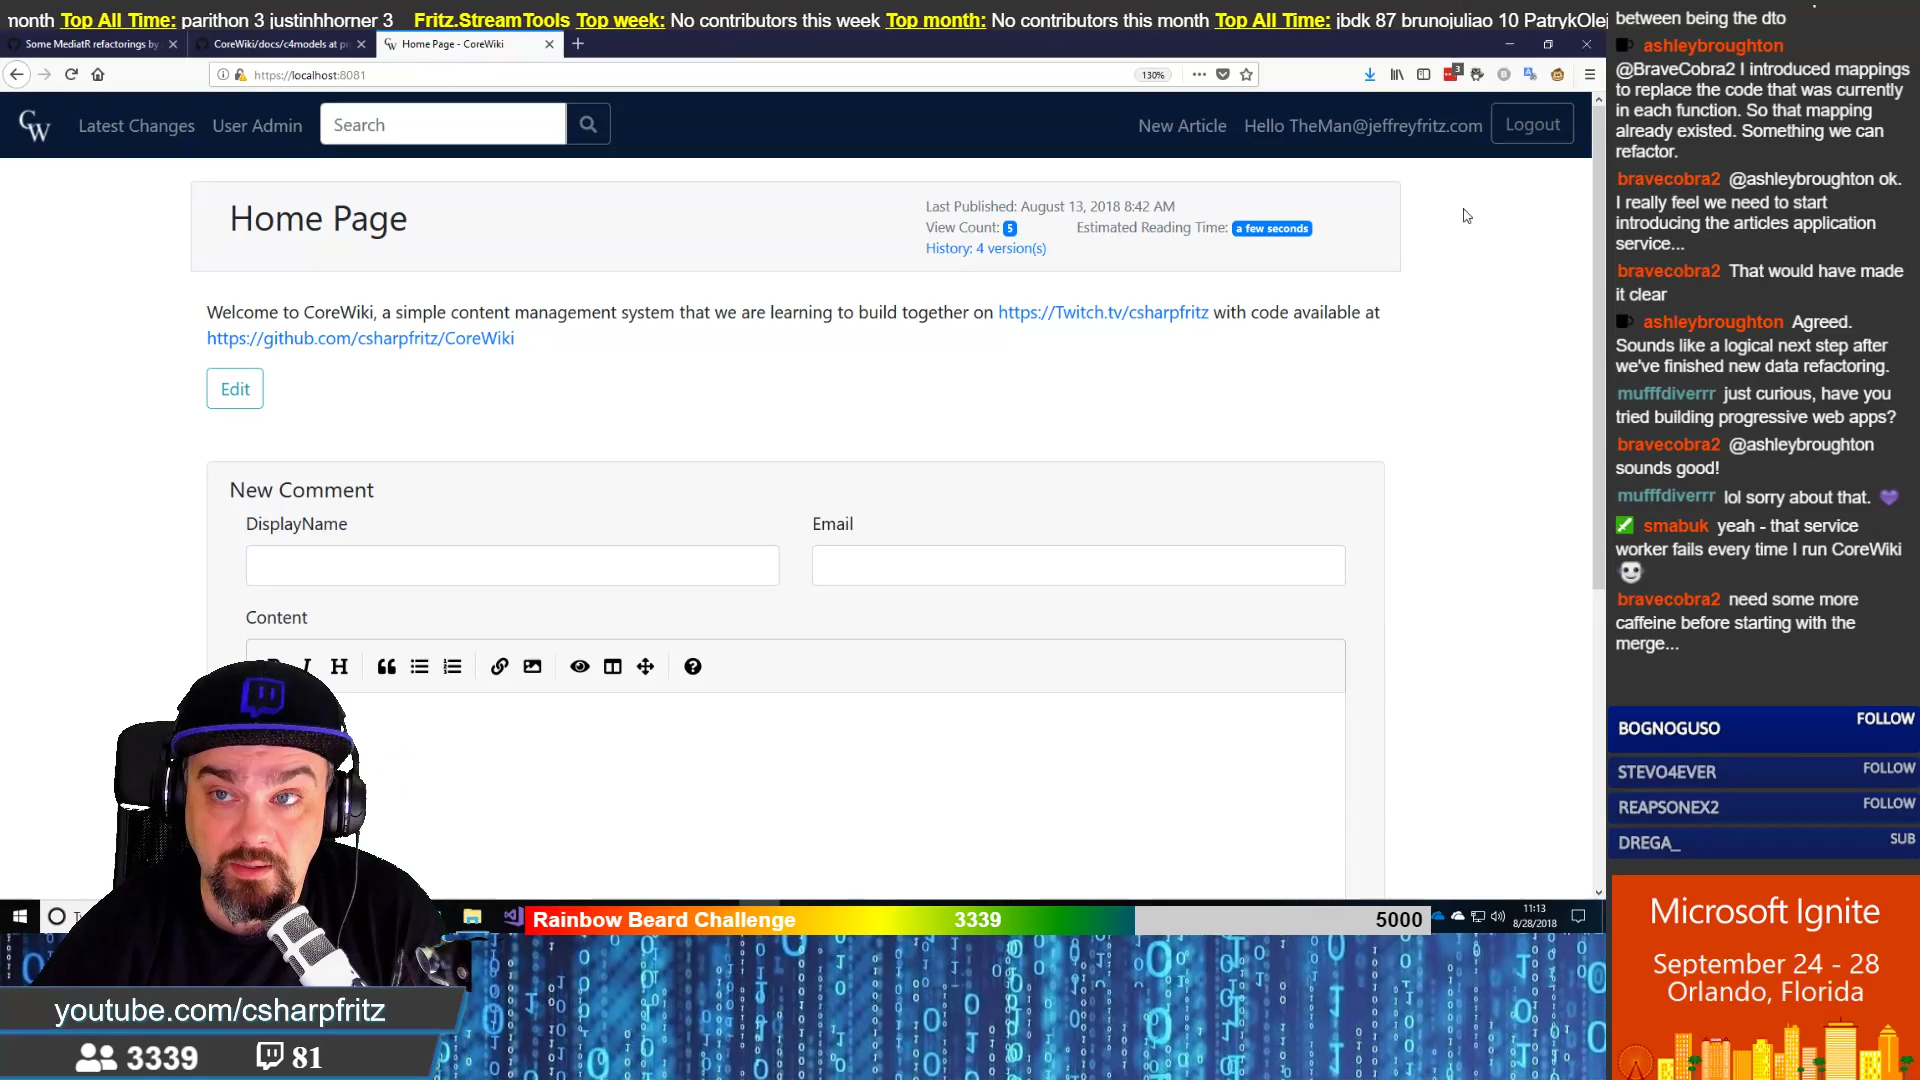 month Top All Time: parithon 3 justinhhorner 3 Fritz.StreamTools Top week: No contributors this week Top month: No contributors this month Top All Time: jbdk 87 brunojuliao 10 PatrykOlej
Some MediatR refactorings by
CoreWiki/docs/c4models at pr
Home Page - CoreWiki
https://localhost:8081
130%
3
CW
Latest Changes
User Admin
Search
New Article
Hello TheMan@jeffreyfritz.com
Logout
Home Page
Last Published: August 13, 2018 8:42 AM
View Count: 5
Estimated Reading Time: a few seconds
History: 4 version(s)
Welcome to CoreWiki, a simple content management system that we are learning to build together on https://Twitch.tv/csharpfritz with code available at
https://github.com/csharpfritz/CoreWiki
Edit
New Comment
DisplayName
Email
Content
between being the dto
ashleybroughton
@BraveCobra2 I introduced mappings
to replace the code that was currently
in each function. So that mapping
already existed. Something we can
refactor.
bravecobra2 @ashleybroughton ok.
I really feel we need to start
introducing the articles application
service...
bravecobra2 That would have made
it clear
ashleybroughton Agreed.
Sounds like a logical next step after
we've finished new data refactoring.
mufffdiverrr just curious, have you
tried building progressive web apps?
bravecobra2 @ashleybroughton
sounds good!
mufffdiverrr lol sorry about that.
smabuk yeah - that service
worker fails every time I run CoreWiki
bravecobra2 need some more
caffeine before starting with the
merge...
BOGNOGUSO FOLLOW
STEVO4EVER FOLLOW
REAPSONEX2 FOLLOW
DREGA_ SUB
Microsoft Ignite
September 24 - 28
Orlando, Florida
Rainbow Beard Challenge 3339 5000
11:13
8/28/2018
youtube.com/csharpfritz
3339
81